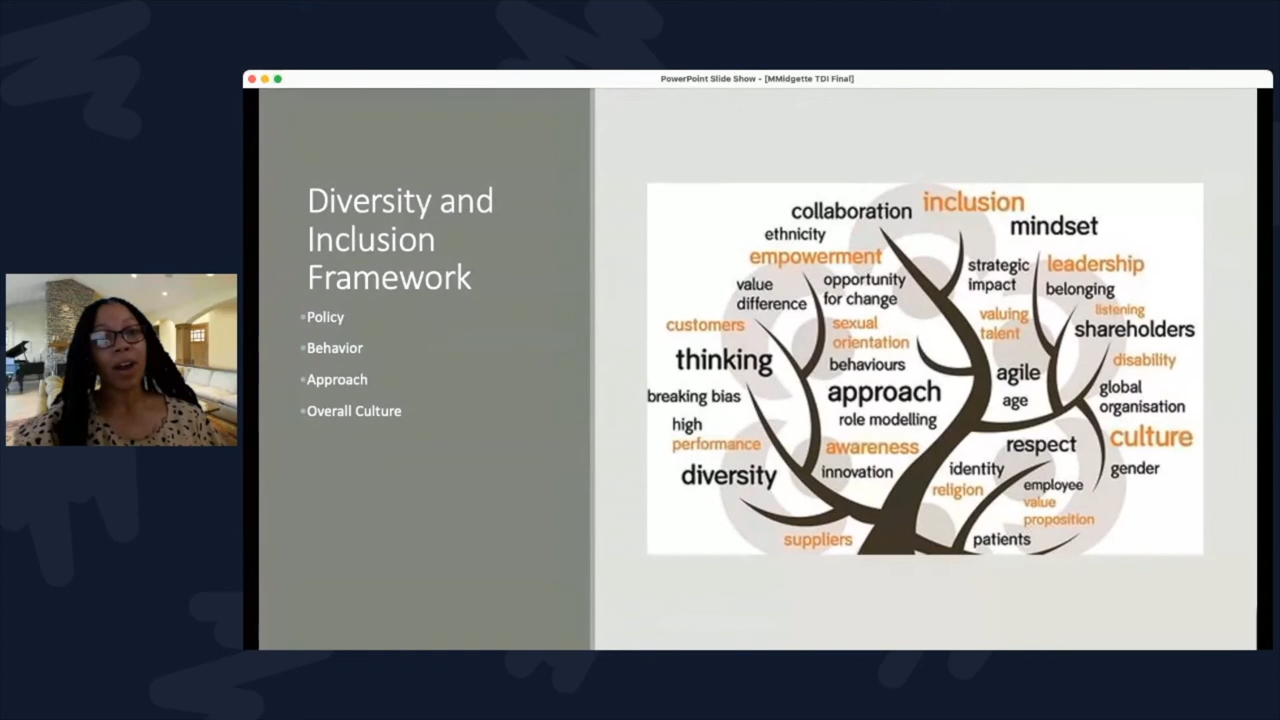 PowerPoint Slide Show - [MMidgette TDI Final]
Diversity and
Inclusion
Framework
Policy
Behavior
Approach
Overall Culture
collaboration
inclusion
ethnicity
mindset
empowerment
value
difference
opportunity
for change
strategic
impact
leadership
belonging
customers
sexual
orientation
valuing
talent
listening
shareholders
thinking
behaviours
agile
disability
breaking bias
approach
age
global
organisation
high
performance
role modelling
awareness
respect
culture
diversity
innovation
identity
religion
gender
employee
value
proposition
suppliers
patients